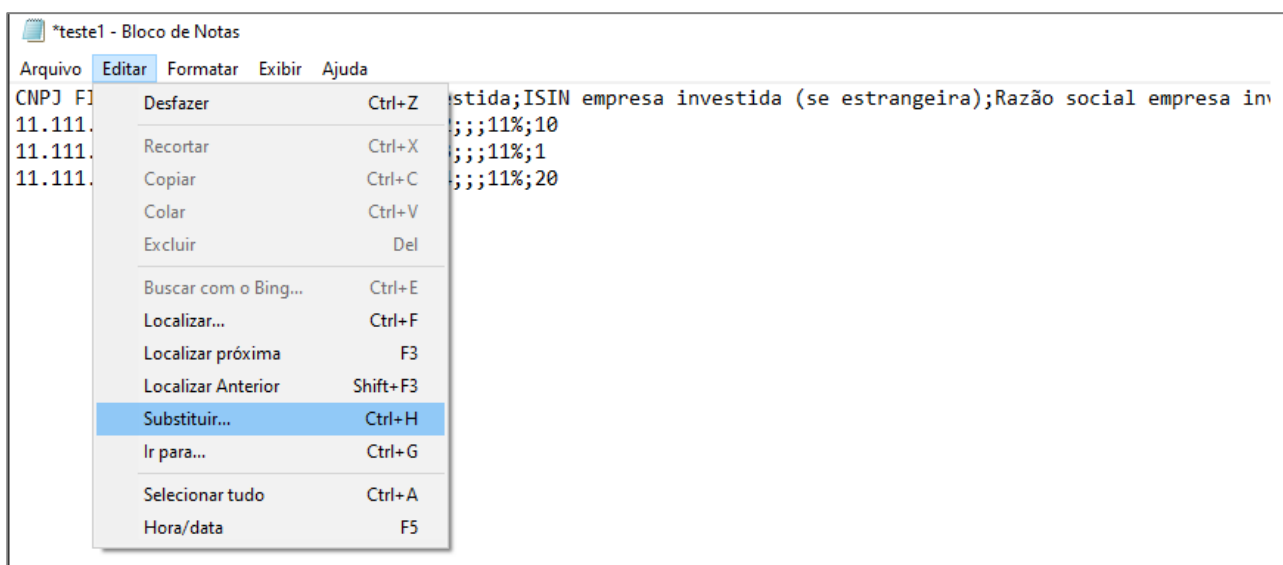 *teste1 - Bloco de Notas
Arquivo Editar Formatar Exibir Ajuda
CNPJ stida;ISIN empresa investida (se estrangeira);Razão social empresa
11.111. ;;;11%;10
11.111. ;;;11%;1
11.111. ;;;11%;20
Desfazer Ctrl+Z
Recortar Ctrl+X
Copiar Ctrl+C
Colar Ctrl+V
Excluir Del
Buscar com o Bing... Ctrl+E
Localizar... Ctrl+F
Localizar próxima F3
Localizar Anterior Shift+F3
Substituir... Ctrl+H
Ir para... Ctrl+G
Selecionar tudo Ctrl+A
Hora/data F5